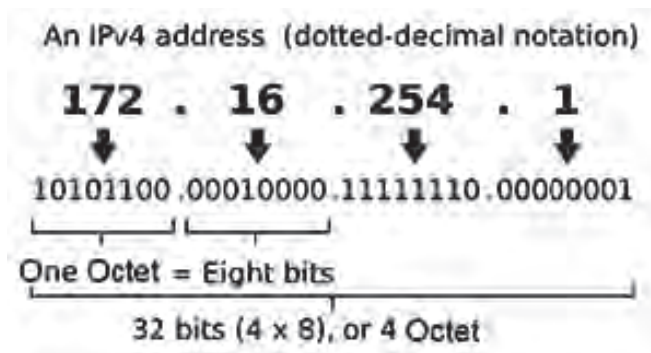 An IPv4 address (dotted-decimal notation)
172 . 16 . 254 . 1
10101100 .00010000 .11111110 .00000001
One Octet = Eight bits
32 bits (4 x 8), or 4 Octet